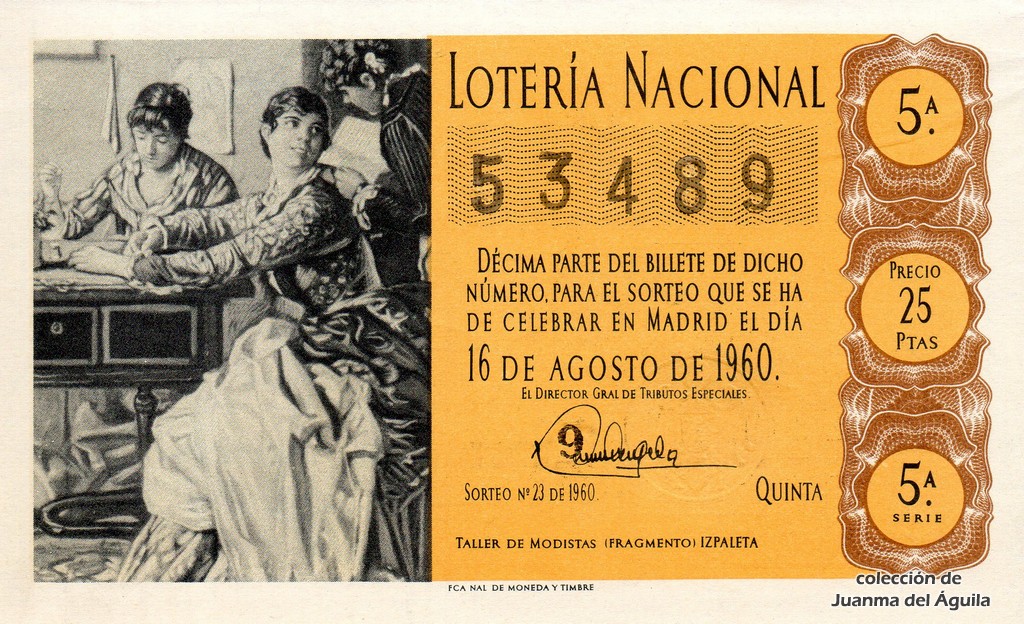 LOTERÍA NACIONAL
5.ª
53489
DÉCIMA PARTE DEL BILLETE DE DICHO
NÚMERO, PARA EL SORTEO QUE SE HA
DE CELEBRAR EN MADRID EL DÍA
16 DE AGOSTO DE 1960.
EL DIRECTOR GRAL DE TRIBUTOS ESPECIALES.
9
PRECIO
25
PTAS
SORTEO Nº 23 DE 1960.
QUINTA
5.ª
SERIE
TALLER DE MODISTAS (FRAGMENTO) IZPALETA
FCA NAL DE MONEDA Y TIMBRE
colección de
Juanma del Águila